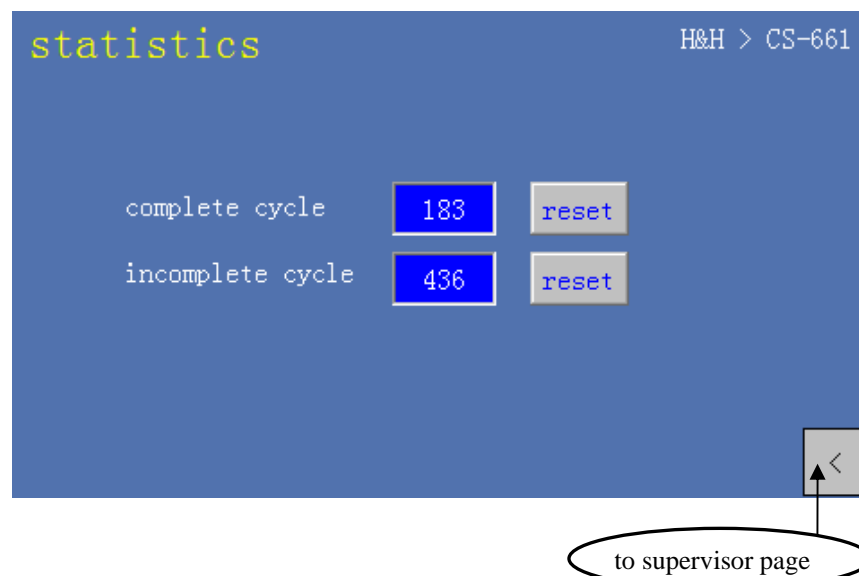 statistics
H&H > CS-661
complete cycle 183 reset
incomplete cycle 436 reset
<
to supervisor page